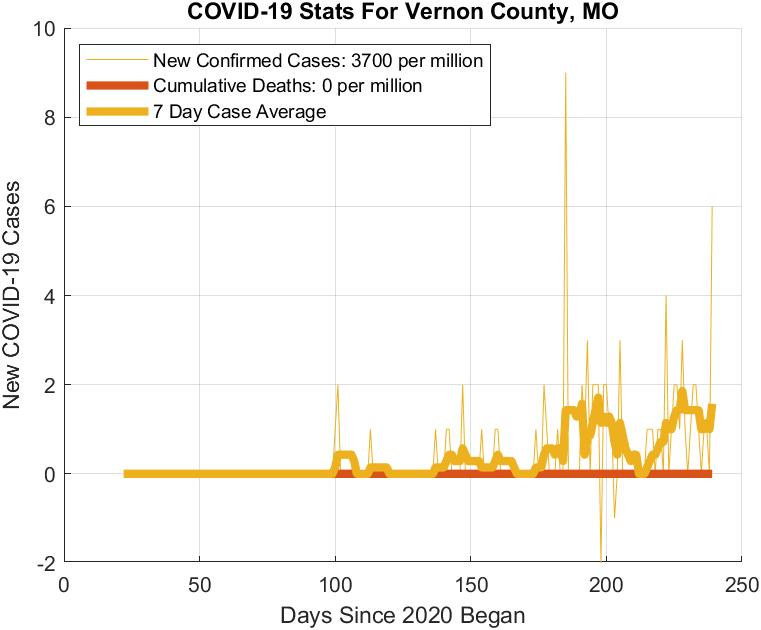 COVID-19 Stats For Vernon County, MO
10
New Confirmed Cases: 3700 per million
Cumulative Deaths: 0 per million
7 Day Case Average
8
6
4
2
0
-2
New COVID-19 Cases
0 50 100 150 200 250
Days Since 2020 Began